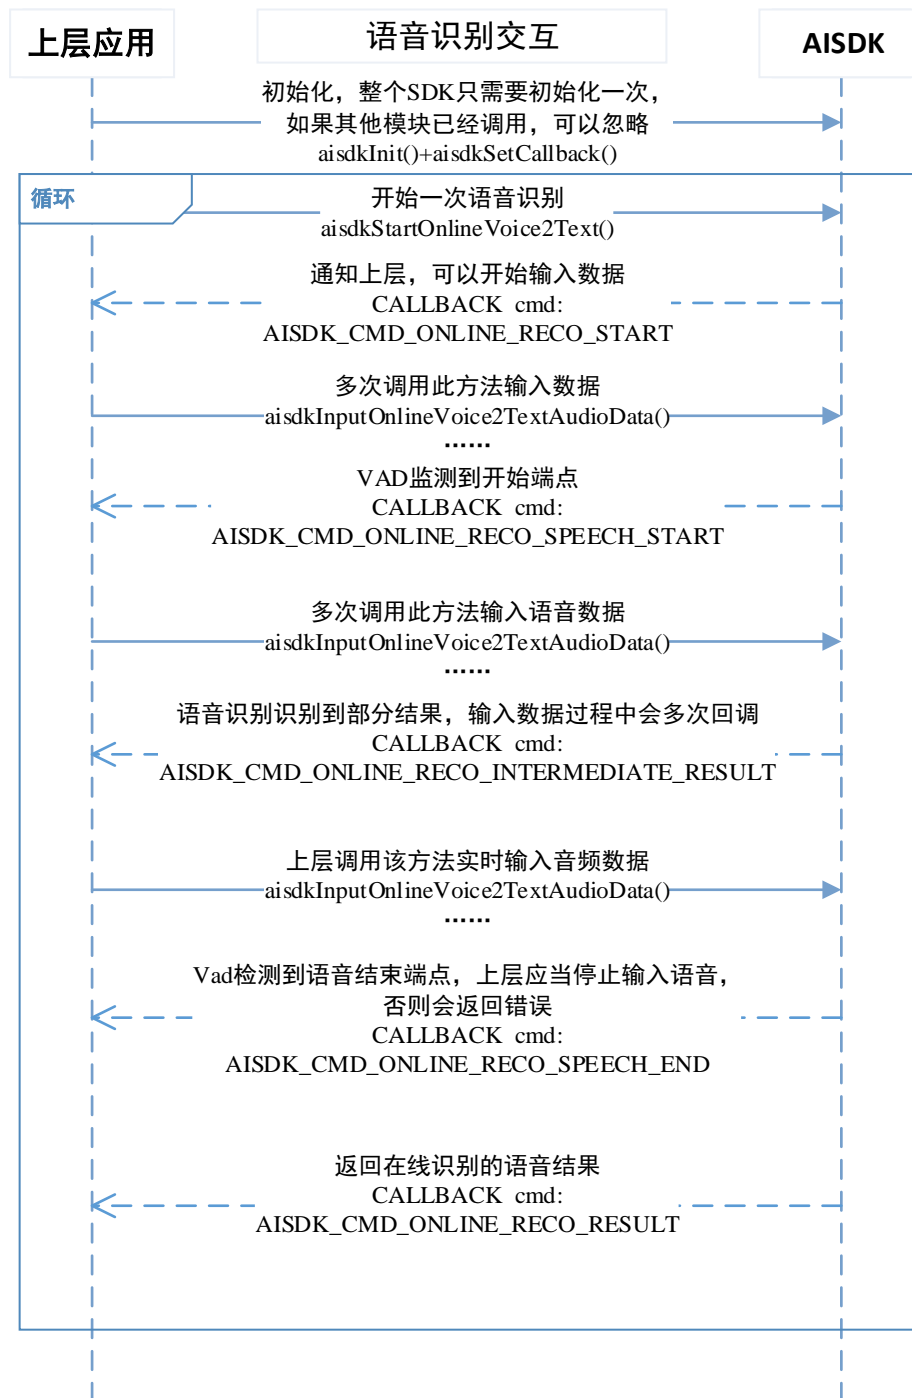 上层应用
语音识别交互
AISDK
初始化，整个SDK只需要初始化一次，
如果其他模块已经调用，可以忽略
aisdkInit()+aisdkSetCallback()
循环
开始一次语音识别
aisdkStartOnlineVoice2Text()
通知上层，可以开始输入数据
CALLBACK cmd:
AISDK_CMD_ONLINE_RECO_START
多次调用此方法输入数据
aisdkInputOnlineVoice2TextAudioData()
……
VAD监测到开始端点
CALLBACK cmd:
AISDK_CMD_ONLINE_RECO_SPEECH_START
多次调用此方法输入语音数据
aisdkInputOnlineVoice2TextAudioData()
……
语音识别识别到部分结果，输入数据过程中会多次回调
CALLBACK cmd:
AISDK_CMD_ONLINE_RECO_INTERMEDIATE_RESULT
上层调用该方法实时输入音频数据
aisdkInputOnlineVoice2TextAudioData()
……
Vad检测到语音结束端点，上层应当停止输入语音，
否则会返回错误
CALLBACK cmd:
AISDK_CMD_ONLINE_RECO_SPEECH_END
返回在线识别的语音结果
CALLBACK cmd:
AISDK_CMD_ONLINE_RECO_RESULT